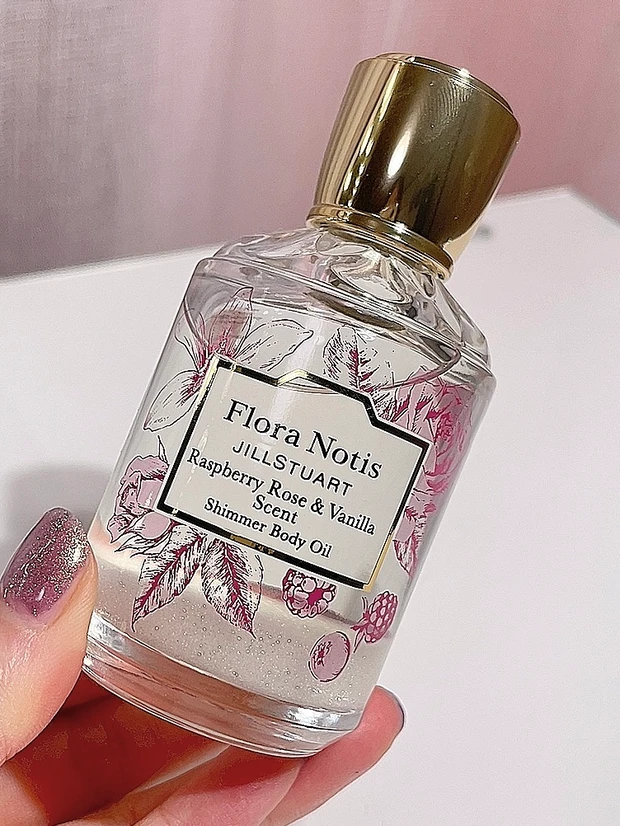 Flora Notis
JILLSTUART
Raspberry Rose & Vanilla
Scent
Shimmer Body Oil